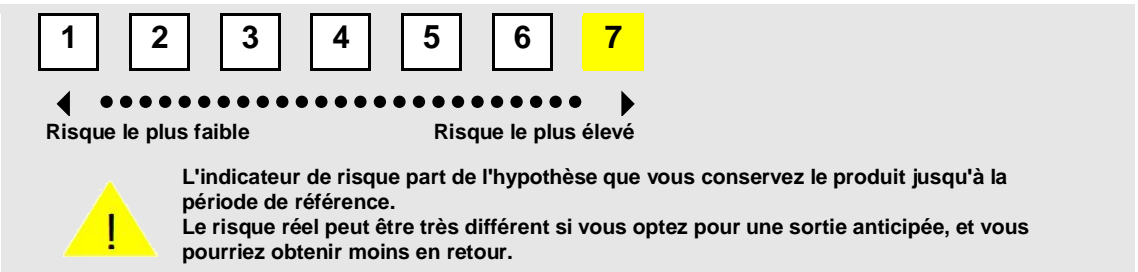 1 2 3 4 5 6 7
Risque le plus faible Risque le plus élevé
L'indicateur de risque part de l'hypothèse que vous conservez le produit jusqu'à la
période de référence.
Le risque réel peut être très différent si vous optez pour une sortie anticipée, et vous
pourriez obtenir moins en retour.
!